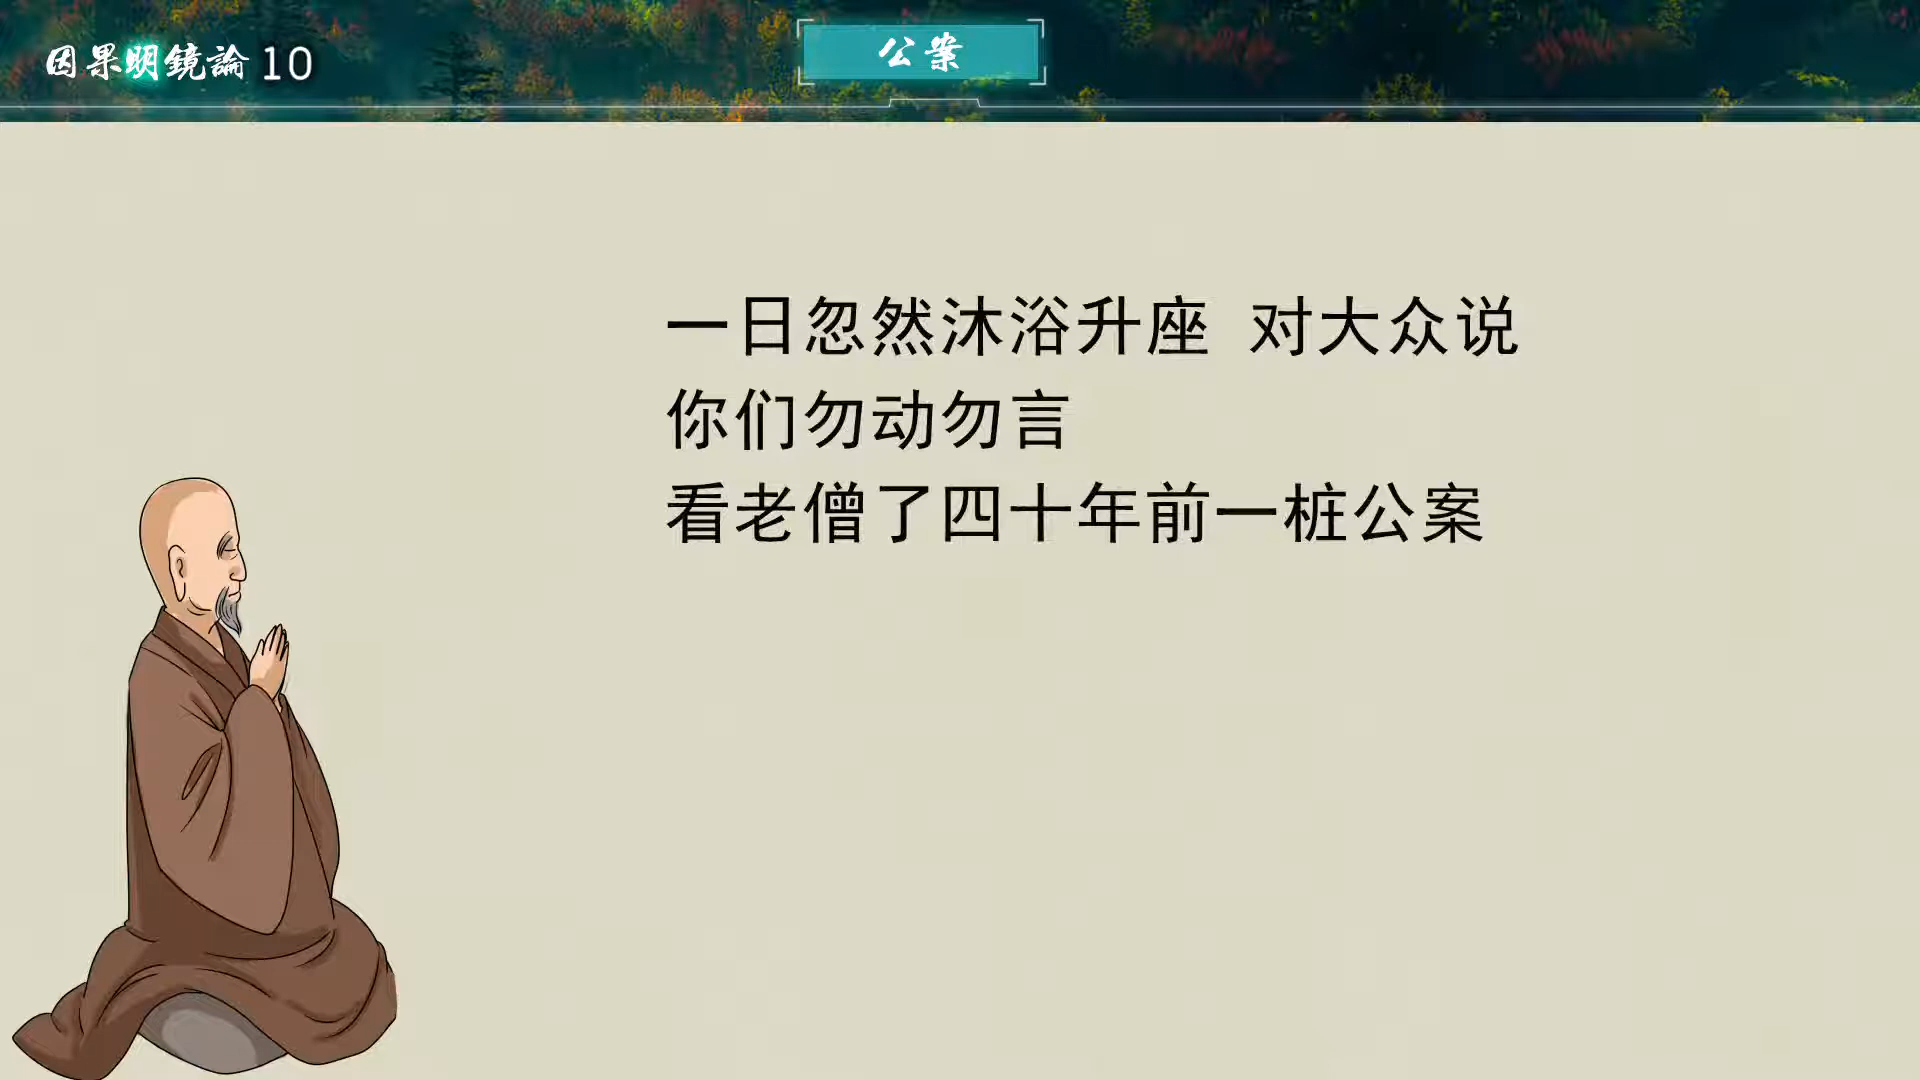 因果明鏡論 10
公案
一日忽然沐浴升座 对大众说
你们勿动勿言
看老僧了四十年前一桩公案